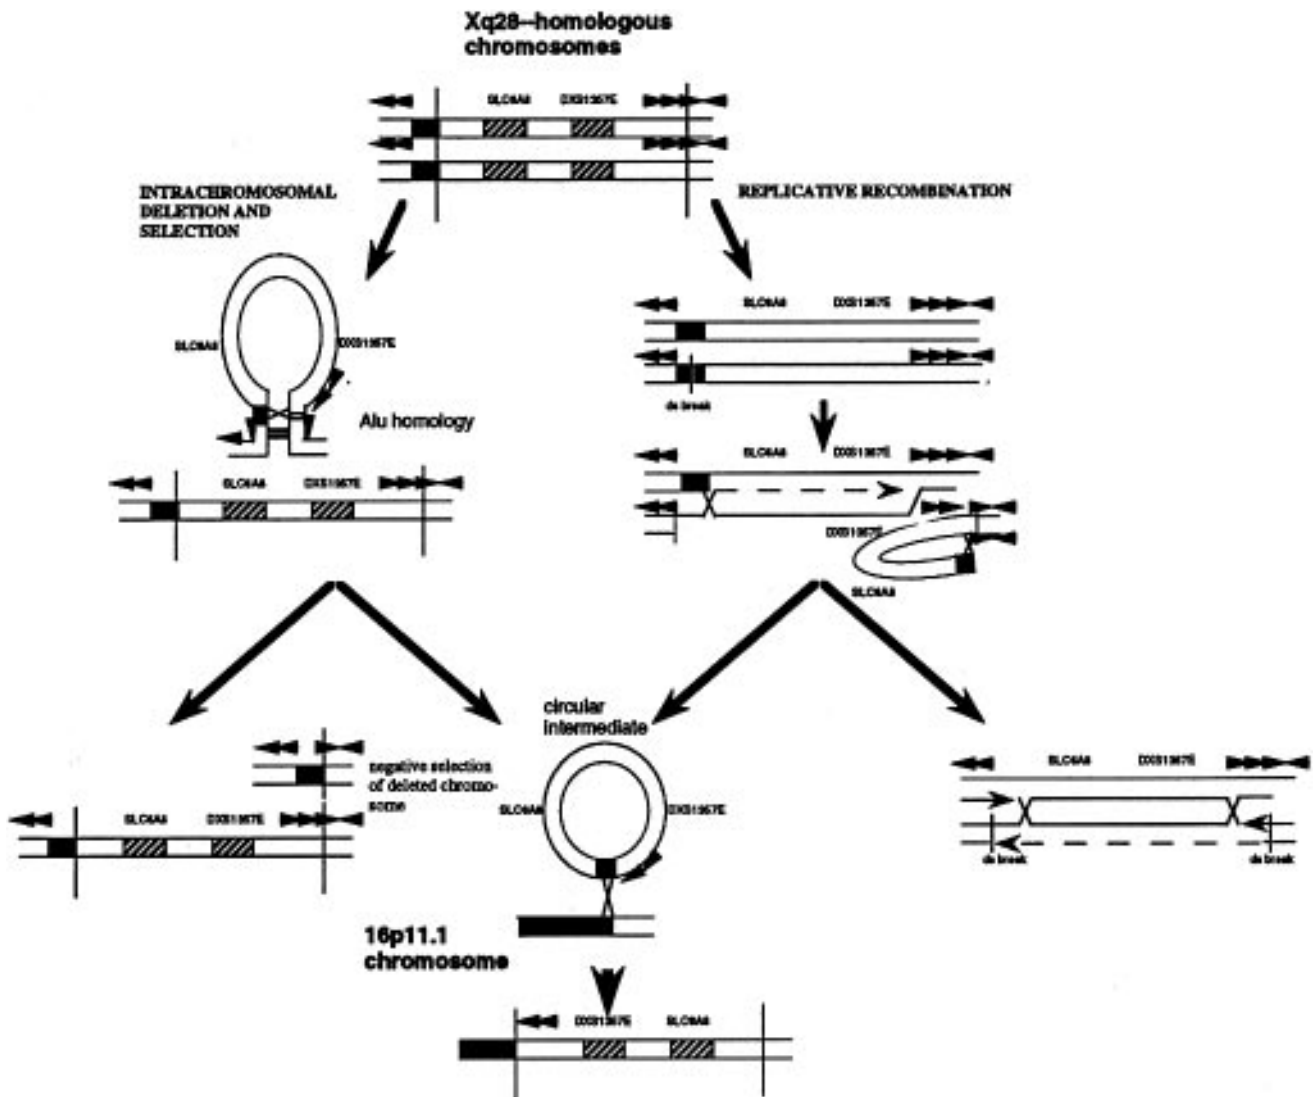 Xq28--homologous
chromosomes
SLC6A8 DXS1357E
INTRACHROMOSOMAL
DELETION AND
SELECTION
REPLICATIVE RECOMBINATION
SLC6A8 DXS1357E
SLC6A8 DXS1357E
ds break
Alu homology
SLC6A8 DXS1357E
SLC6A8 DXS1357E
DXS1357E
SLC6A8
circular
intermediate
negative selection
of deleted chromo-
some
SLC6A8 DXS1357E
SLC6A8 DXS1357E
SLC6A8 DXS1357E
ds break ds break
16p11.1
chromosome
DXS1357E SLC6A8